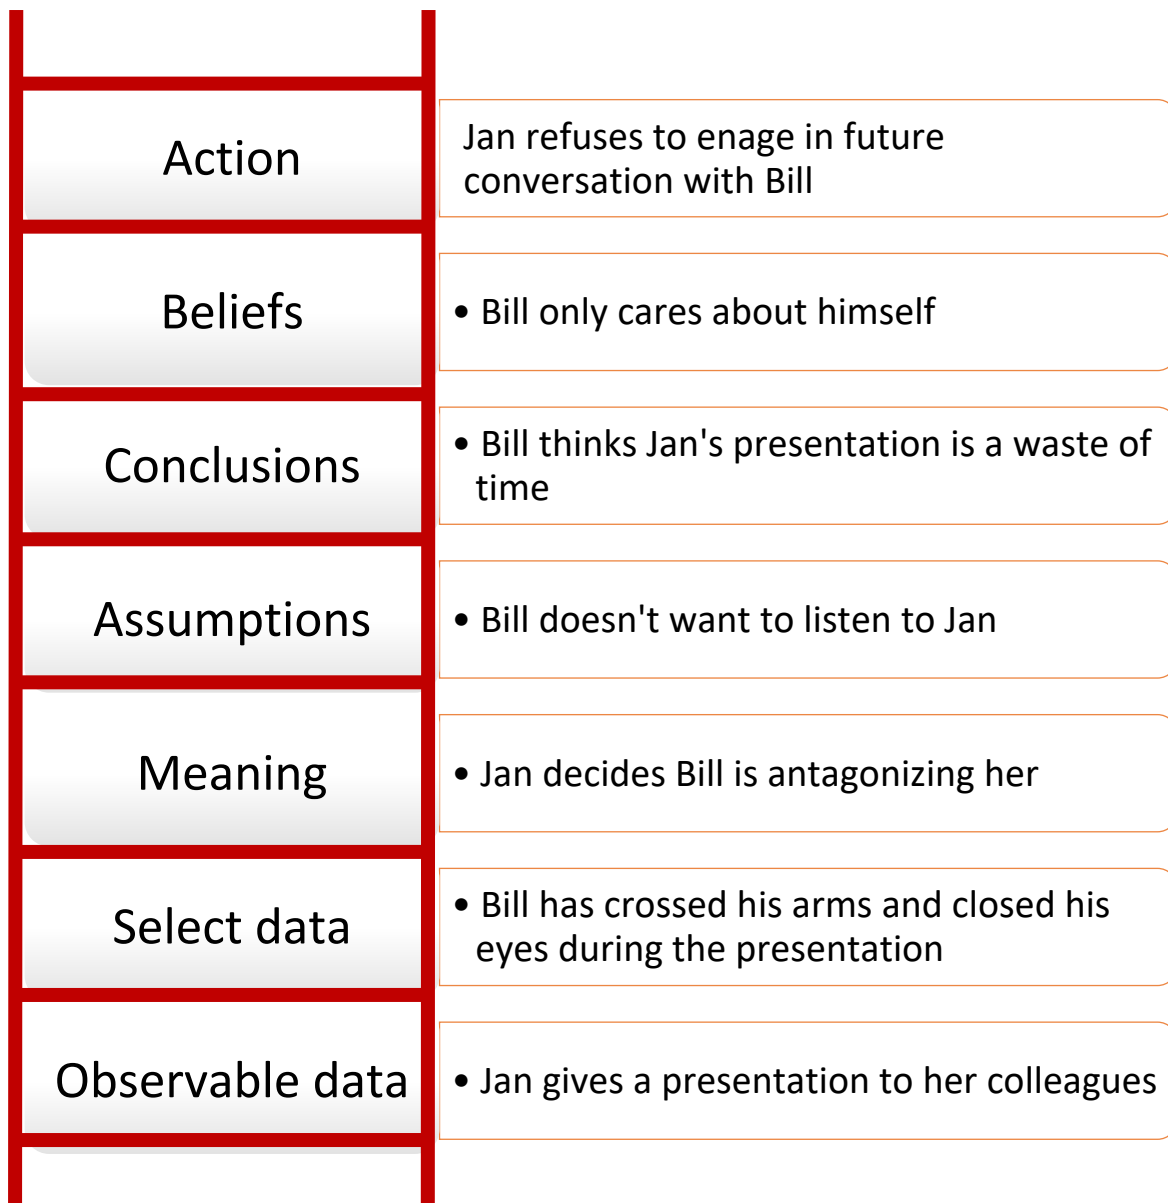 Action
Jan refuses to enage in future
conversation with Bill
Beliefs
• Bill only cares about himself
Conclusions
• Bill thinks Jan's presentation is a waste of
time
Assumptions
• Bill doesn't want to listen to Jan
Meaning
• Jan decides Bill is antagonizing her
Select data
• Bill has crossed his arms and closed his
eyes during the presentation
Observable data
• Jan gives a presentation to her colleagues